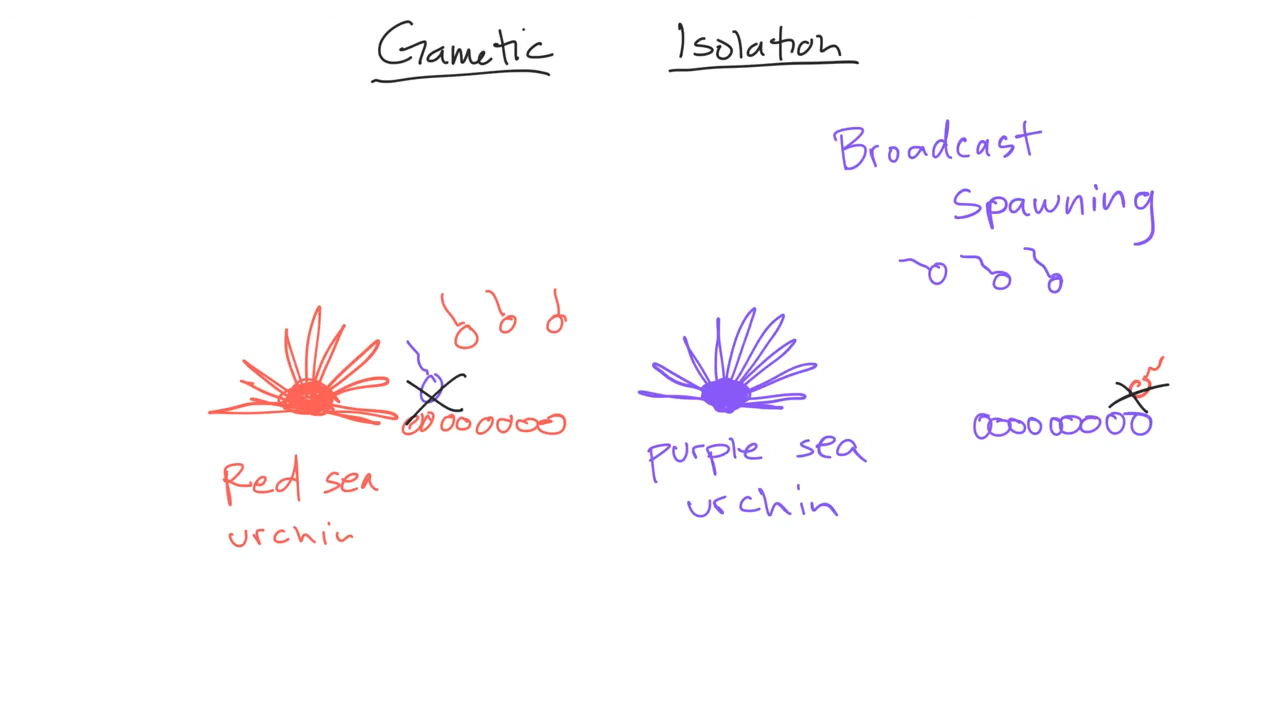 Gametic Isolation
Broadcast
Spawning
Red sea
urchin
purple sea
urchin